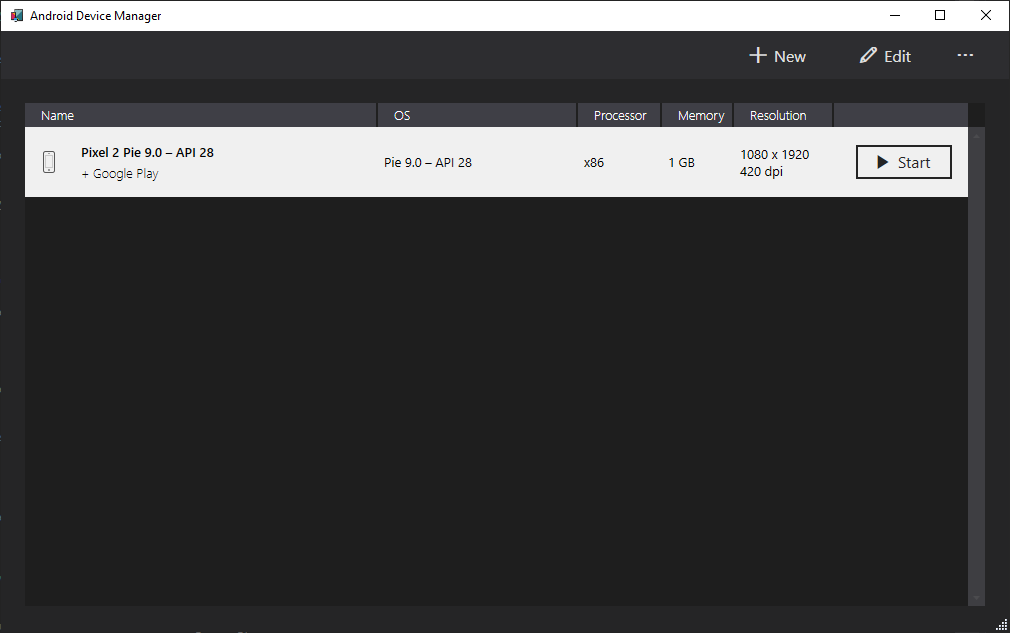 Android Device Manager
New
Edit
Name OS Processor Memory Resolution
Pixel 2 Pie 9.0 – API 28
+ Google Play
Pie 9.0 – API 28
x86
1 GB
1080 x 1920
420 dpi
Start